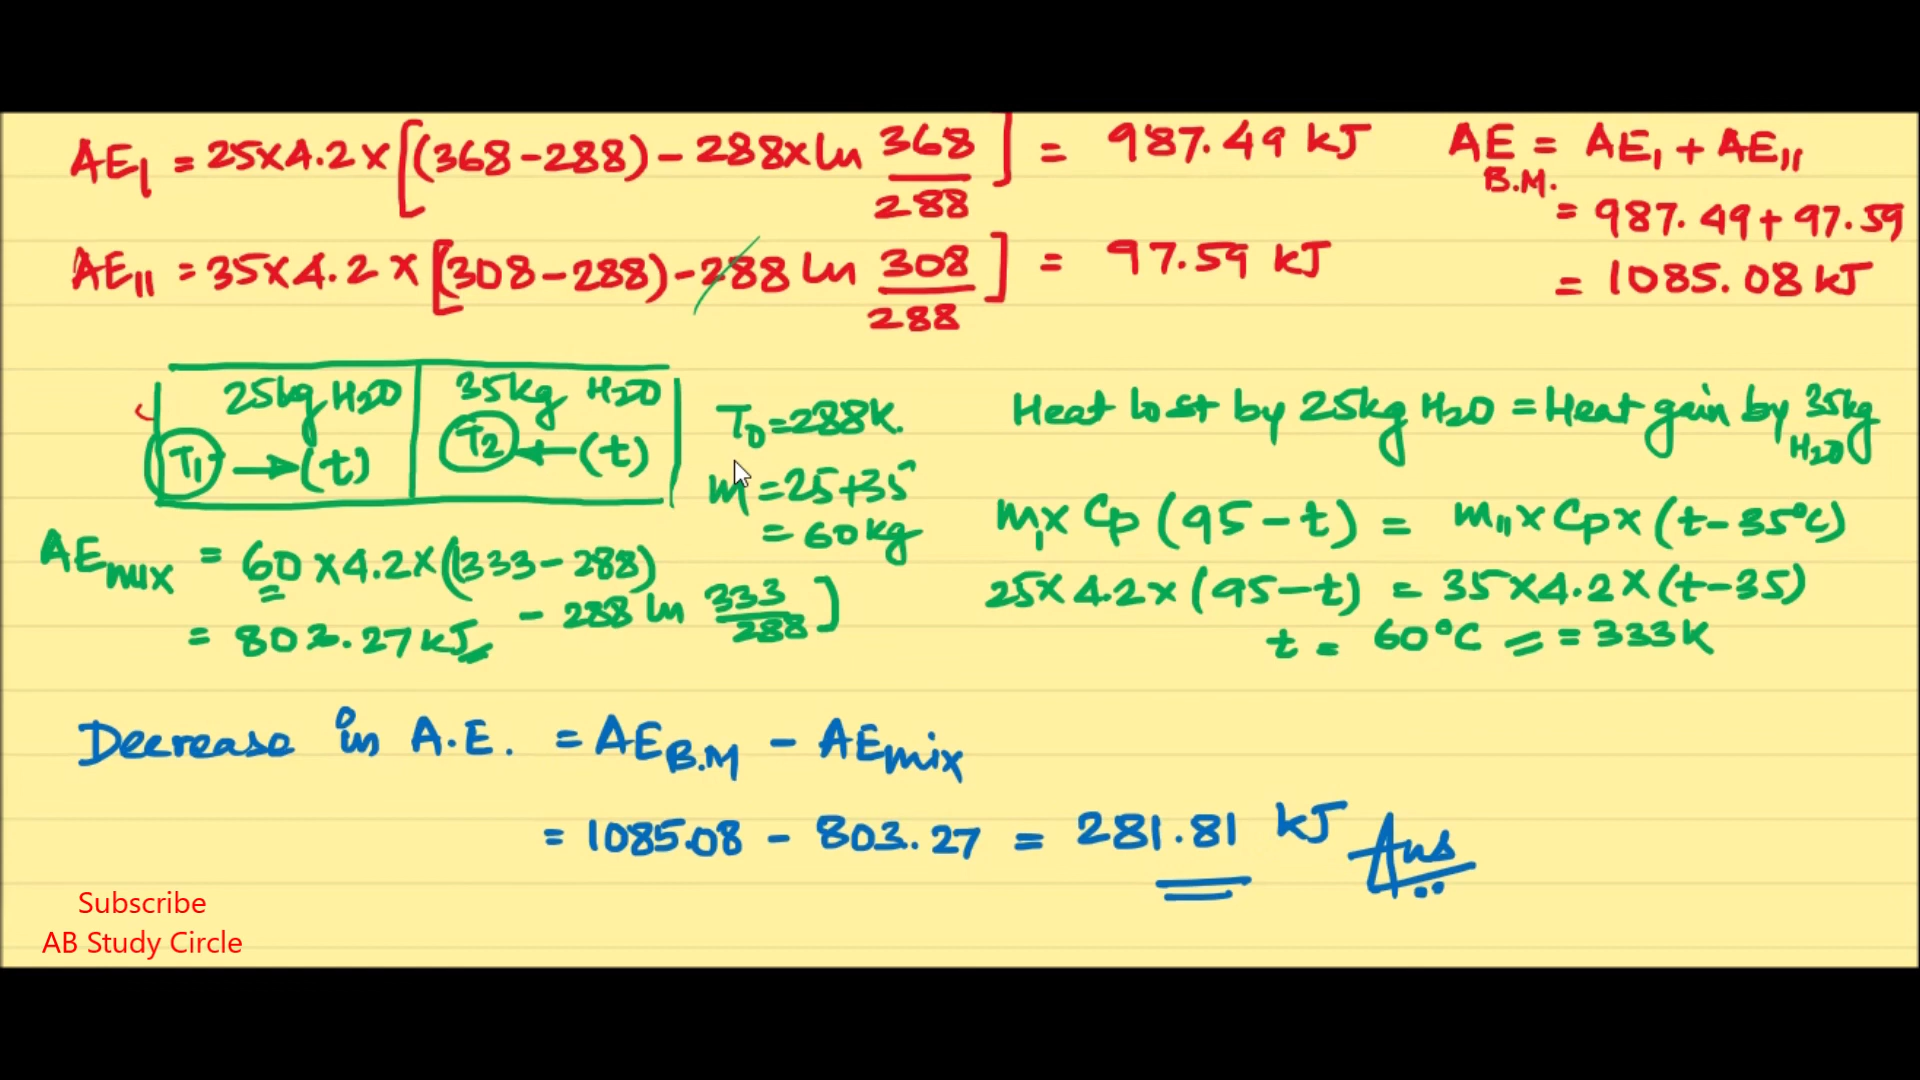 AE₁ = 25×4.2×[(368-288) - 288×ln 368/288] = 987.49 kJ
AE₁₁ = 35×4.2×[(308-288) - 288 ln 308/288] = 97.59 kJ
AE B.M. = AE₁ + AE₁₁
= 987.49 + 97.59
= 1085.08 kJ
25kg H2O 35kg H2O
T₁ → (t) T₂ ← (t)
T₀ = 288K.
m = 25+35
= 60 kg
AEmix = 60×4.2×[(333-288)
- 288 ln 333/288]
= 803.27 kJ
Heat lost by 25kg H2O = Heat gain by 35kg
H2O
m₁× Cp (95-t) = m₁₁× Cp× (t-35°C)
25×4.2×(95-t) = 35×4.2×(t-35)
t = 60°C = 333K
Decrease in A.E. = AE B.M - AEmix
= 1085.08 - 803.27 = 281.81 kJ Ans
Subscribe
AB Study Circle